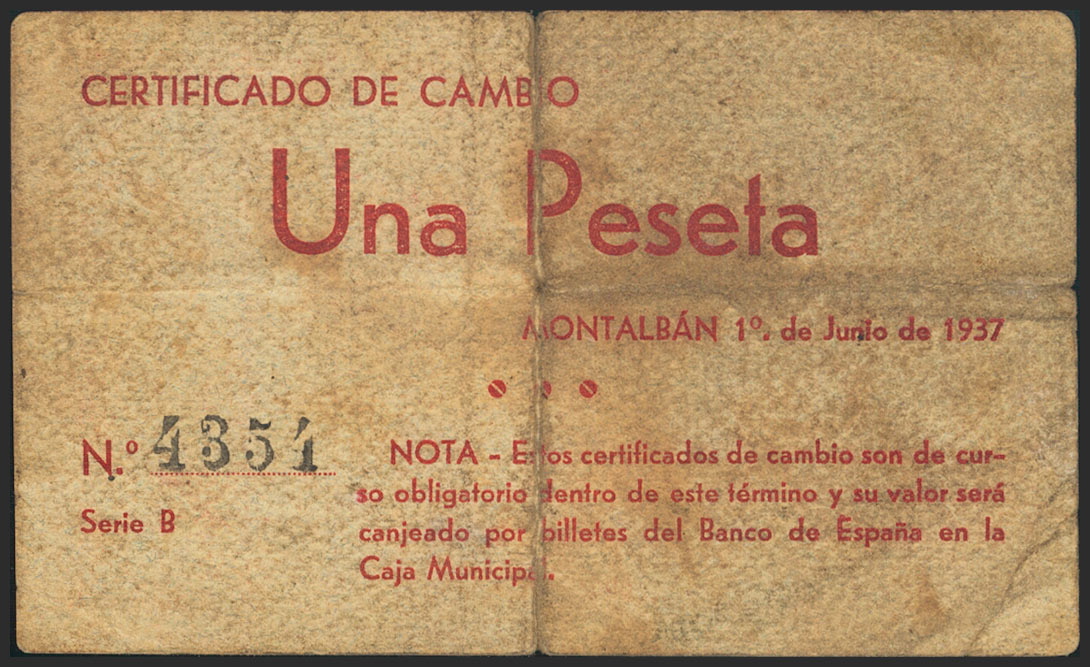 CERTIFICADO DE CAMBIO
Una Peseta
MONTALBÁN 1º. de Junio de 1937
N.º 4351
Serie B
NOTA - Estos certificados de cambio son de cur-
so obligatorio dentro de este término y su valor será
canjeado por billetes del Banco de España en la
Caja Municipal.